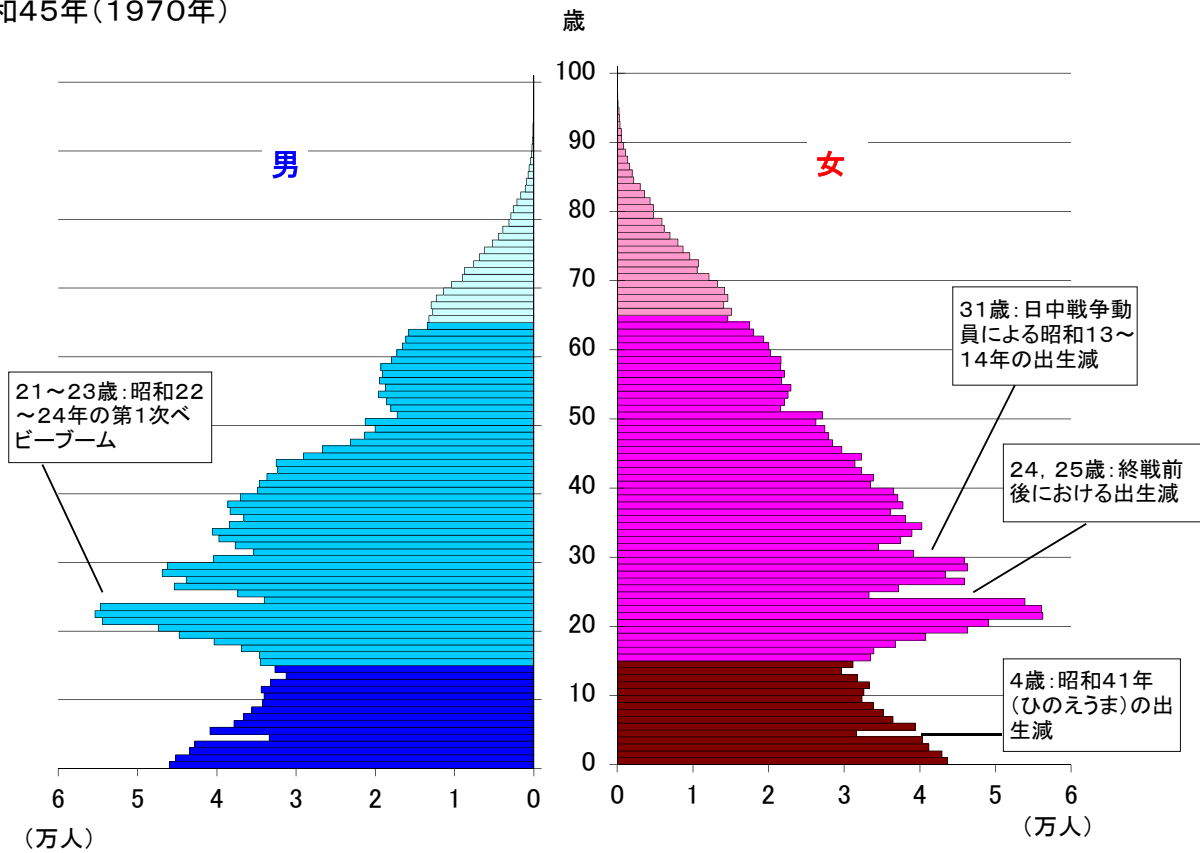 和45年(1970年)
歳
男
女
100
90
80
70
60
50
40
30
20
10
0
31歳:日中戦争動
員による昭和13~
14年の出生減
21~23歳:昭和22
~24年の第1次ベ
ビーブーム
24,25歳:終戦前
後における出生減
4歳:昭和41年
(ひのえうま)の出
生減
6 5 4 3 2 1 0
0 1 2 3 4 5 6
(万人)
(万人)